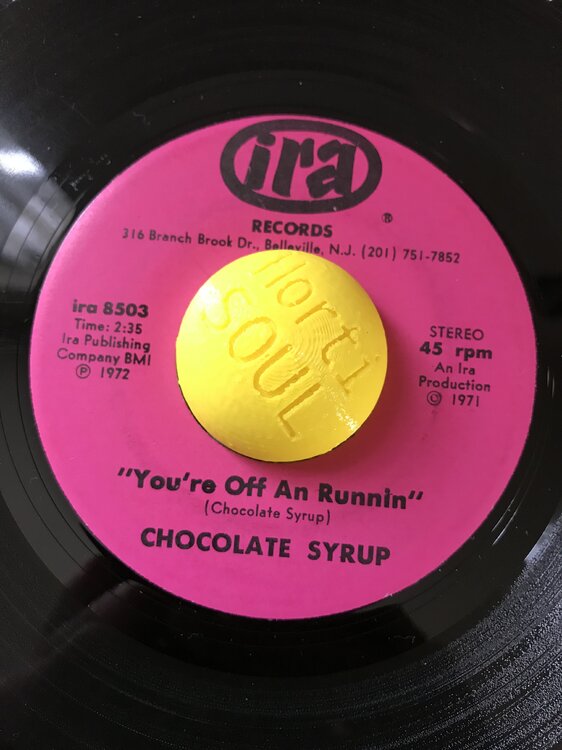 ira
®
RECORDS
316 Branch Brook Dr., Belleville, N.J. (201) 751-7852
ira 8503
Time: 2:35
Ira Publishing
Company BMI
Ⓟ 1972
Horti
SOUL
STEREO
45 rpm
An Ira
Production
© 1971
"You're Off An Runnin"
(Chocolate Syrup)
CHOCOLATE SYRUP